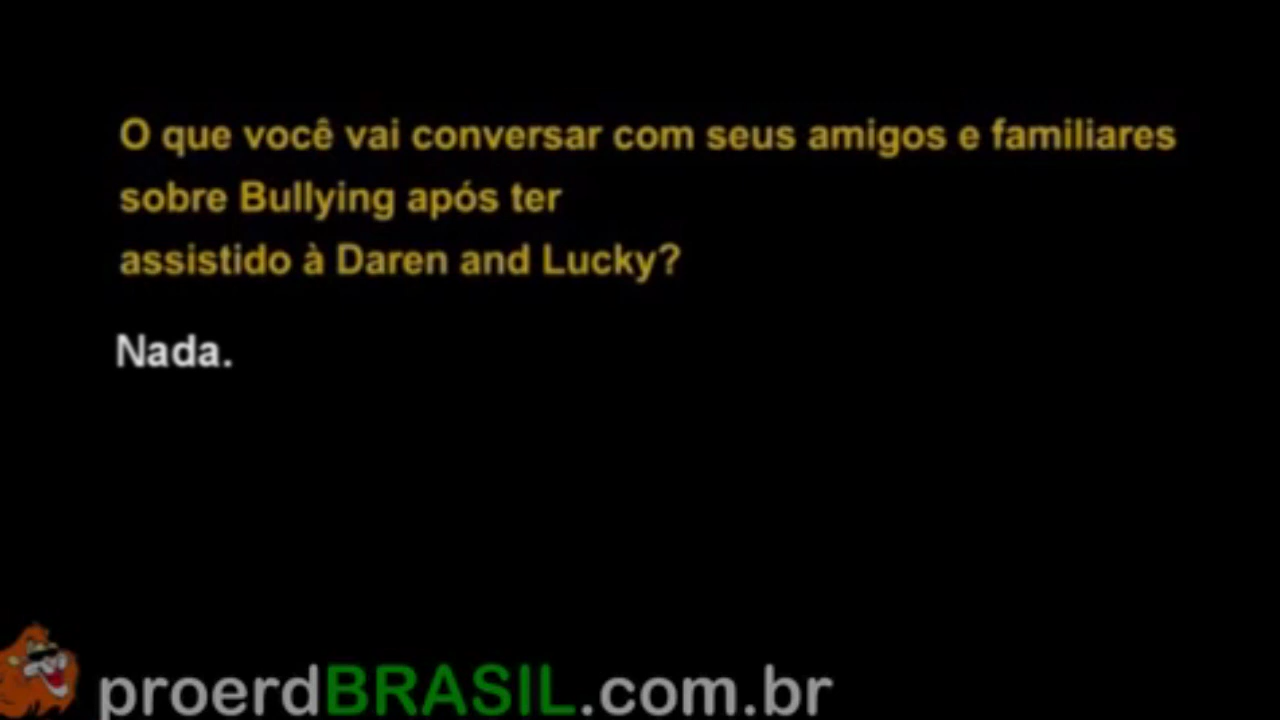 O que você vai conversar com seus amigos e familiares
sobre Bullying após ter
assistido à Daren and Lucky?
Nada.
proerdBRASIL.com.br